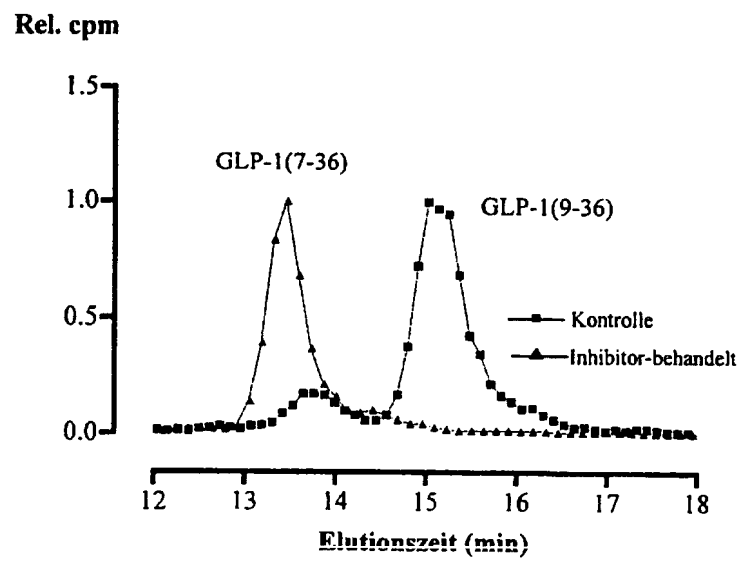 Rel. cpm
1.5
GLP-1(7-36)
1.0
GLP-1(9-36)
0.5
Kontrolle
Inhibitor-behandelt
0.0
12 13 14 15 16 17 18
Elutionszeit (min)